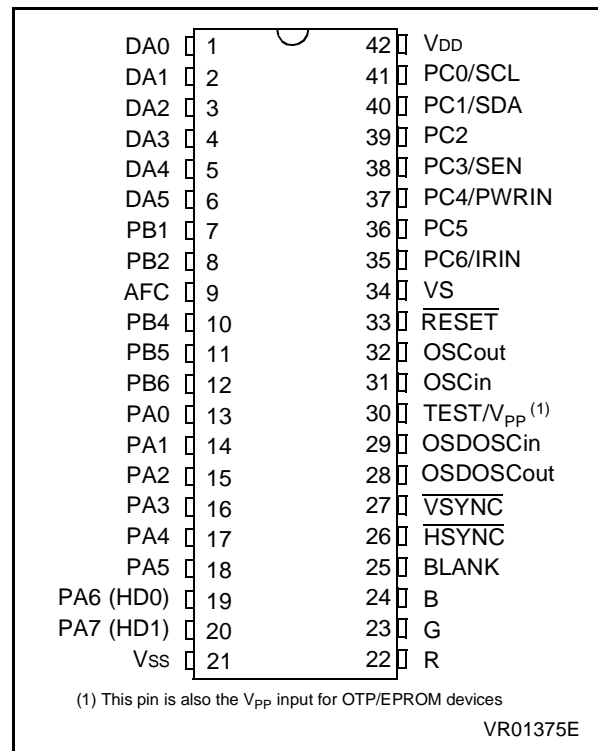 DA0 1 42 VDD
DA1 2 41 PC0/SCL
DA2 3 40 PC1/SDA
DA3 4 39 PC2
DA4 5 38 PC3/SEN
DA5 6 37 PC4/PWRIN
PB1 7 36 PC5
PB2 8 35 PC6/IRIN
AFC 9 34 VS
PB4 10 33 RESET
PB5 11 32 OSCout
PB6 12 31 OSCin
PA0 13 30 TEST/VPP (1)
PA1 14 29 OSDOSCin
PA2 15 28 OSDOSCout
PA3 16 27 VSYNC
PA4 17 26 HSYNC
PA5 18 25 BLANK
PA6 (HD0) 19 24 B
PA7 (HD1) 20 23 G
VSS 21 22 R
(1) This pin is also the VPP input for OTP/EPROM devices
VR01375E